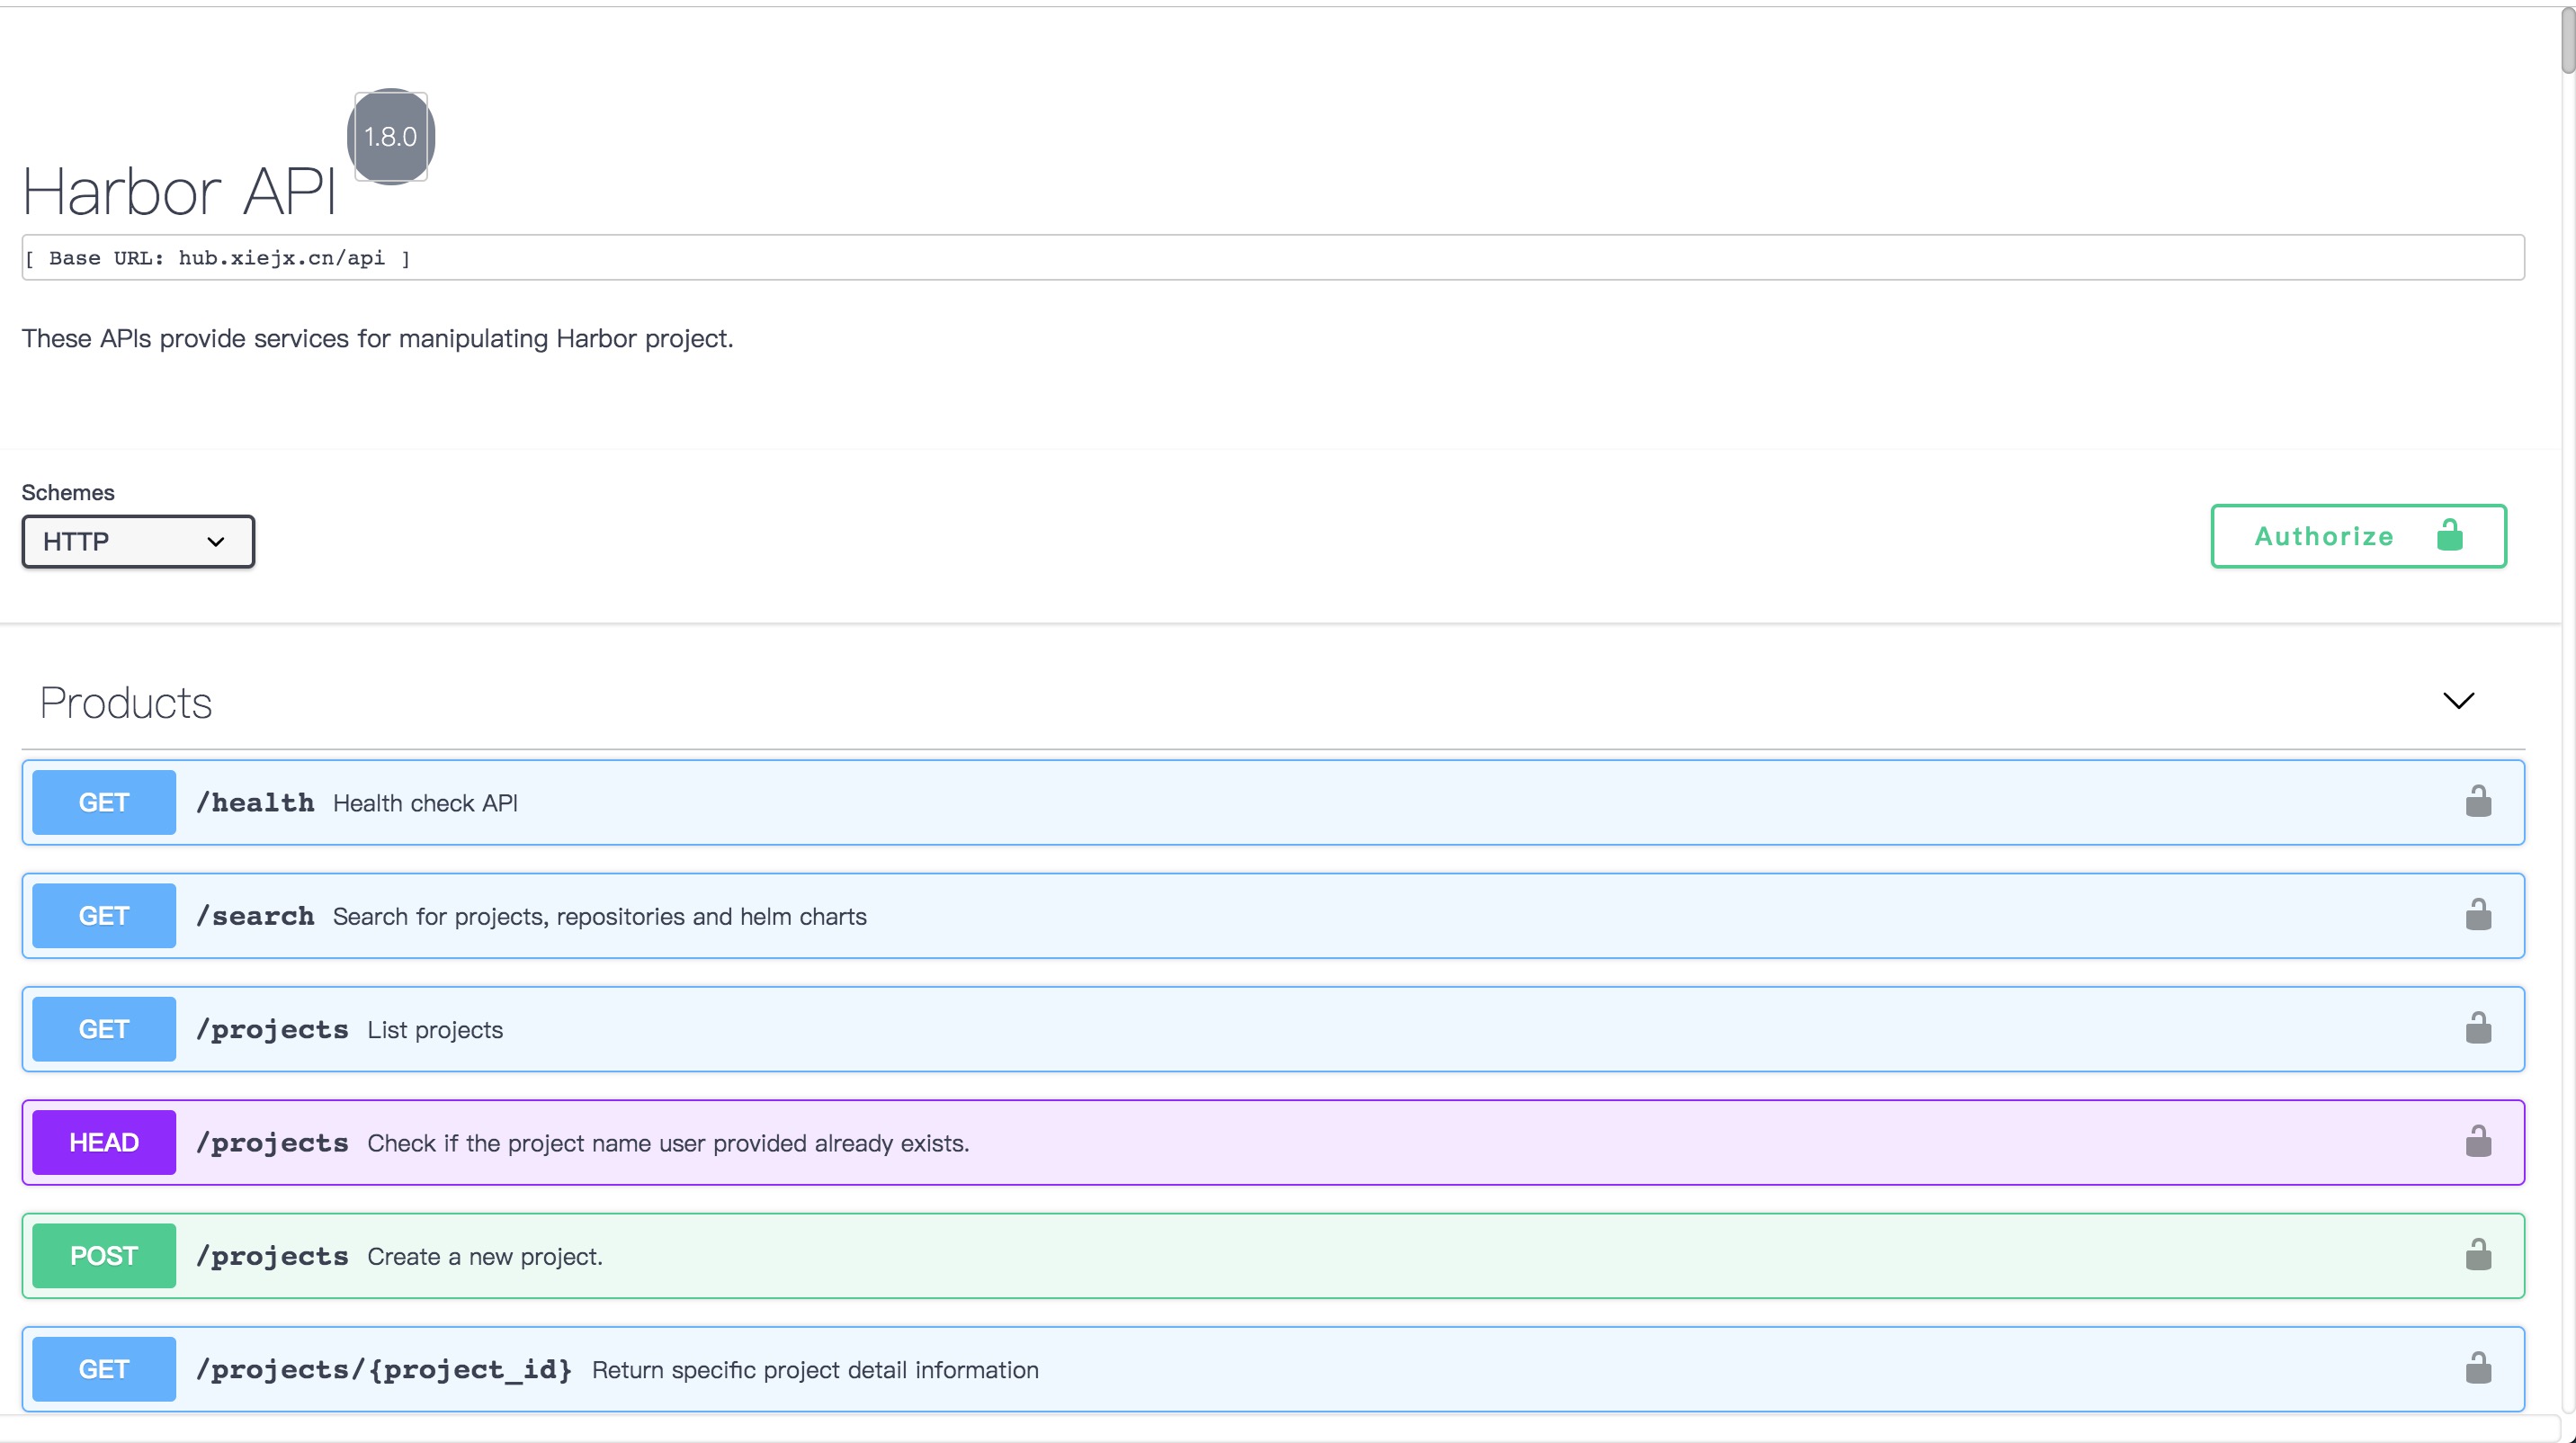 1.8.0
Harbor API
[ Base URL: hub.xiejx.cn/api ]
These APIs provide services for manipulating Harbor project.
Schemes
HTTP
Authorize
Products
GET /health Health check API
GET /search Search for projects, repositories and helm charts
GET /projects List projects
HEAD /projects Check if the project name user provided already exists.
POST /projects Create a new project.
GET /projects/{project_id} Return specific project detail information